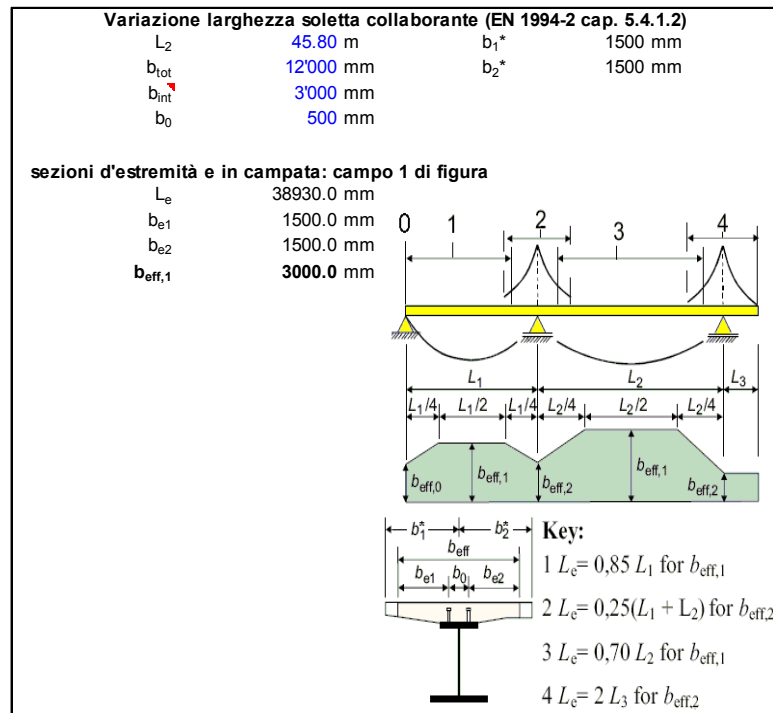 Variazione larghezza soletta collaborante (EN 1994-2 cap. 5.4.1.2)
L2 45.80 m b1* 1500 mm
btot 12'000 mm b2* 1500 mm
bint 3'000 mm
b0 500 mm
sezioni d'estremità e in campata: campo 1 di figura
Le 38930.0 mm
be1 1500.0 mm
be2 1500.0 mm
beff,1 3000.0 mm
0 1 2 3 4
L1 L2 L3
L1/4 L1/2 L1/4 L2/4 L2/2 L2/4
beff,0 beff,1 beff,2 beff,1 beff,2
b1* b2*
beff
be1 b0 be2
Key:
1 Le= 0,85 L1 for beff,1
2 Le= 0,25(L1 + L2) for beff,2
3 Le= 0,70 L2 for beff,1
4 Le= 2 L3 for beff,2